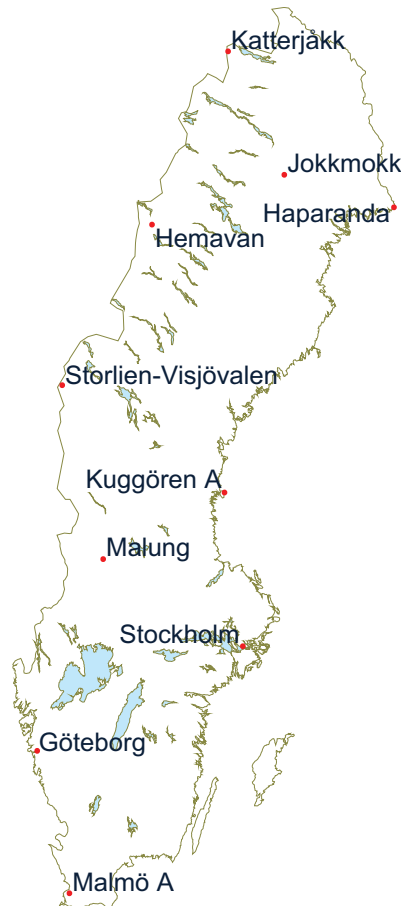 Katterjåkk
Jokkmokk
Haparanda
Hemavan
Storlien-Visjövalen
Kuggören A
Malung
Stockholm
Göteborg
Malmö A